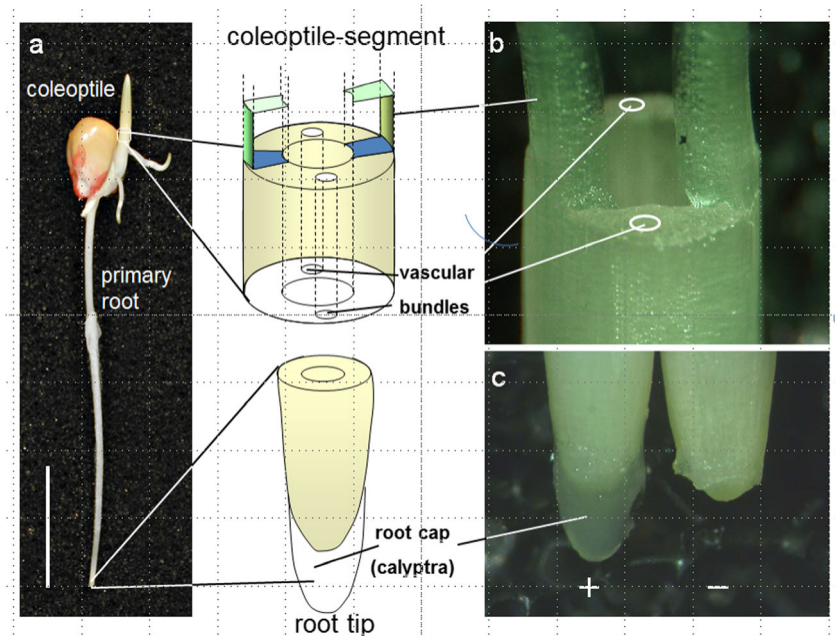 a
coleoptile
primary
root
coleoptile-segment
vascular
bundles
root cap
(calyptra)
root tip
b
c
+
−